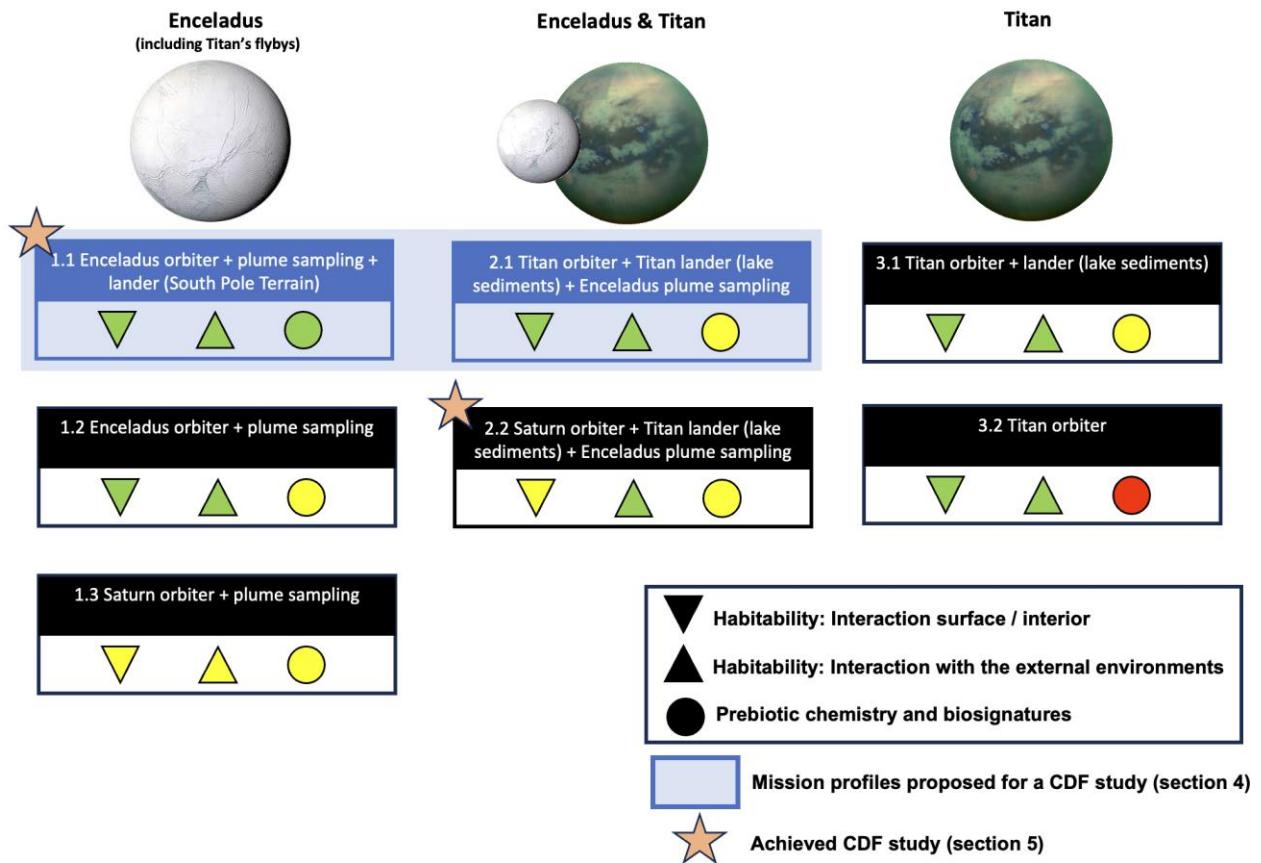 Enceladus
(including Titan's flybys)
Enceladus & Titan
Titan
1.1 Enceladus orbiter + plume sampling +
lander (South Pole Terrain)
2.1 Titan orbiter + Titan lander (lake
sediments) + Enceladus plume sampling
3.1 Titan orbiter + lander (lake sediments)
1.2 Enceladus orbiter + plume sampling
2.2 Saturn orbiter + Titan lander (lake
sediments) + Enceladus plume sampling
3.2 Titan orbiter
1.3 Saturn orbiter + plume sampling
Habitability: Interaction surface / interior
Habitability: Interaction with the external environments
Prebiotic chemistry and biosignatures
Mission profiles proposed for a CDF study (section 4)
Achieved CDF study (section 5)